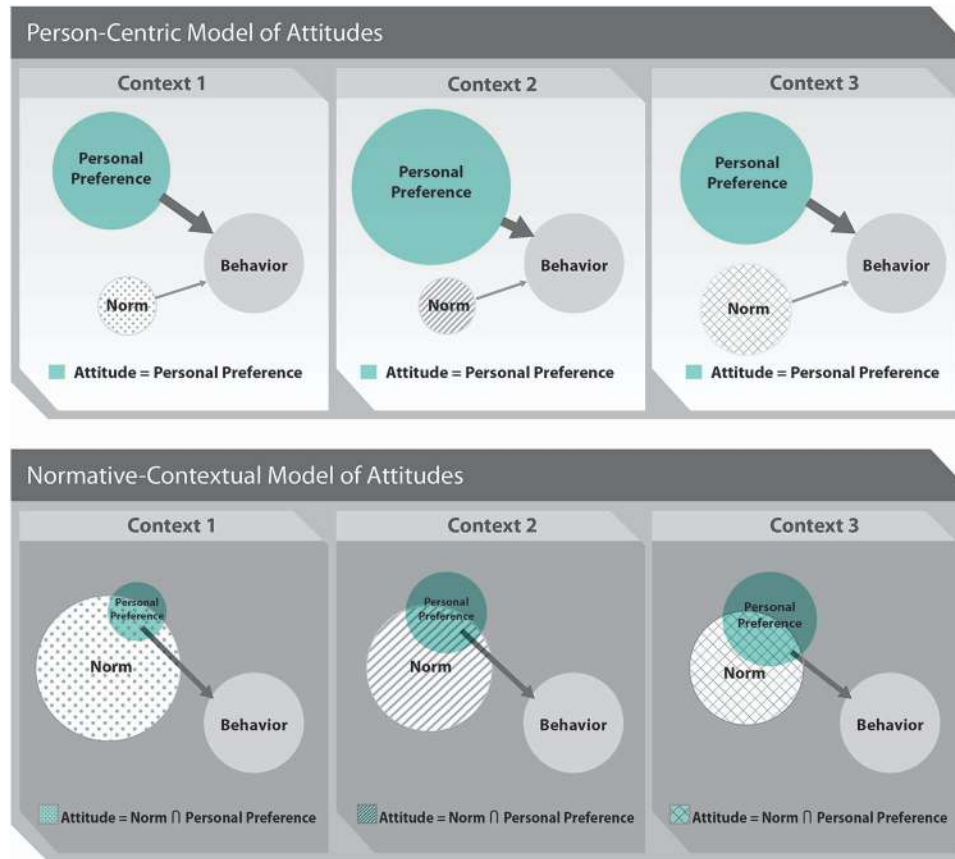 Person-Centric Model of Attitudes
Context 1
Context 2
Context 3
Personal
Preference
Behavior
Norm
Attitude = Personal Preference
Personal
Preference
Behavior
Norm
Attitude = Personal Preference
Personal
Preference
Behavior
Norm
Attitude = Personal Preference
Normative-Contextual Model of Attitudes
Context 1
Context 2
Context 3
Personal
Preference
Norm
Behavior
Attitude = Norm ∩ Personal Preference
Personal
Preference
Norm
Behavior
Attitude = Norm ∩ Personal Preference
Personal
Preference
Norm
Behavior
Attitude = Norm ∩ Personal Preference